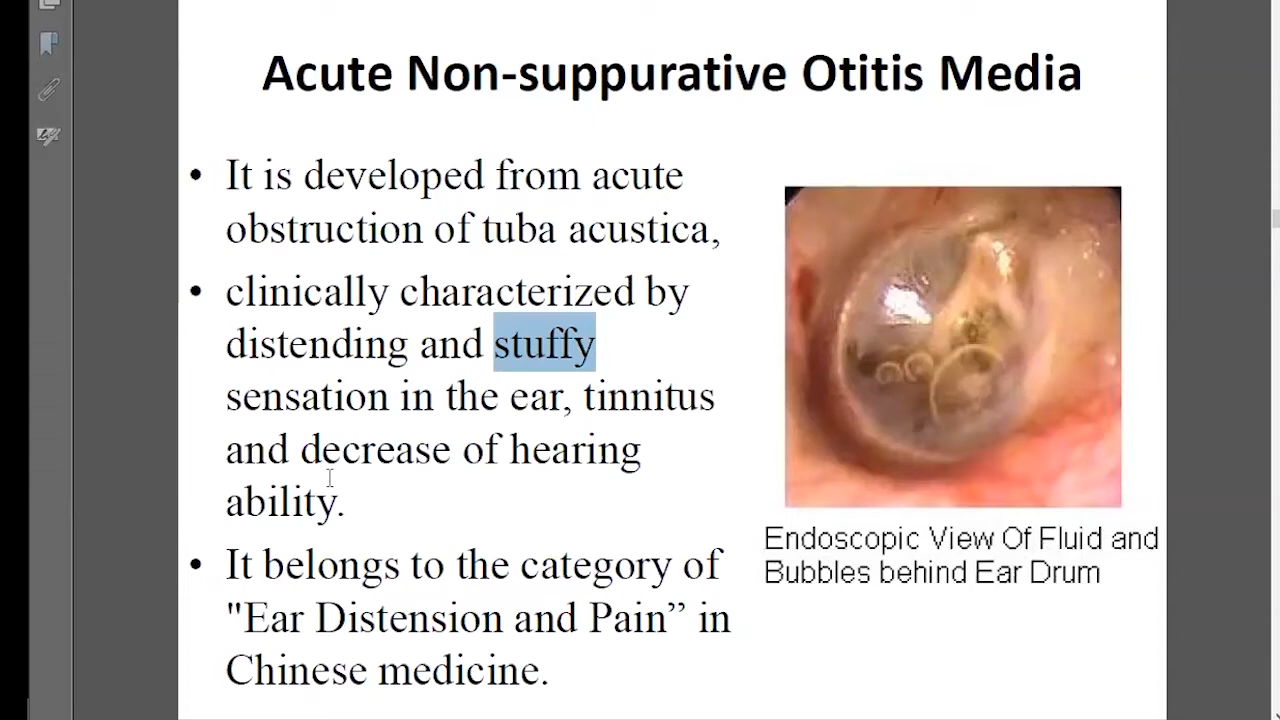 Acute Non-suppurative Otitis Media
• It is developed from acute
obstruction of tuba acustica,
• clinically characterized by
distending and stuffy
sensation in the ear, tinnitus
and decrease of hearing
ability.
• It belongs to the category of
"Ear Distension and Pain” in
Chinese medicine.
Endoscopic View Of Fluid and
Bubbles behind Ear Drum